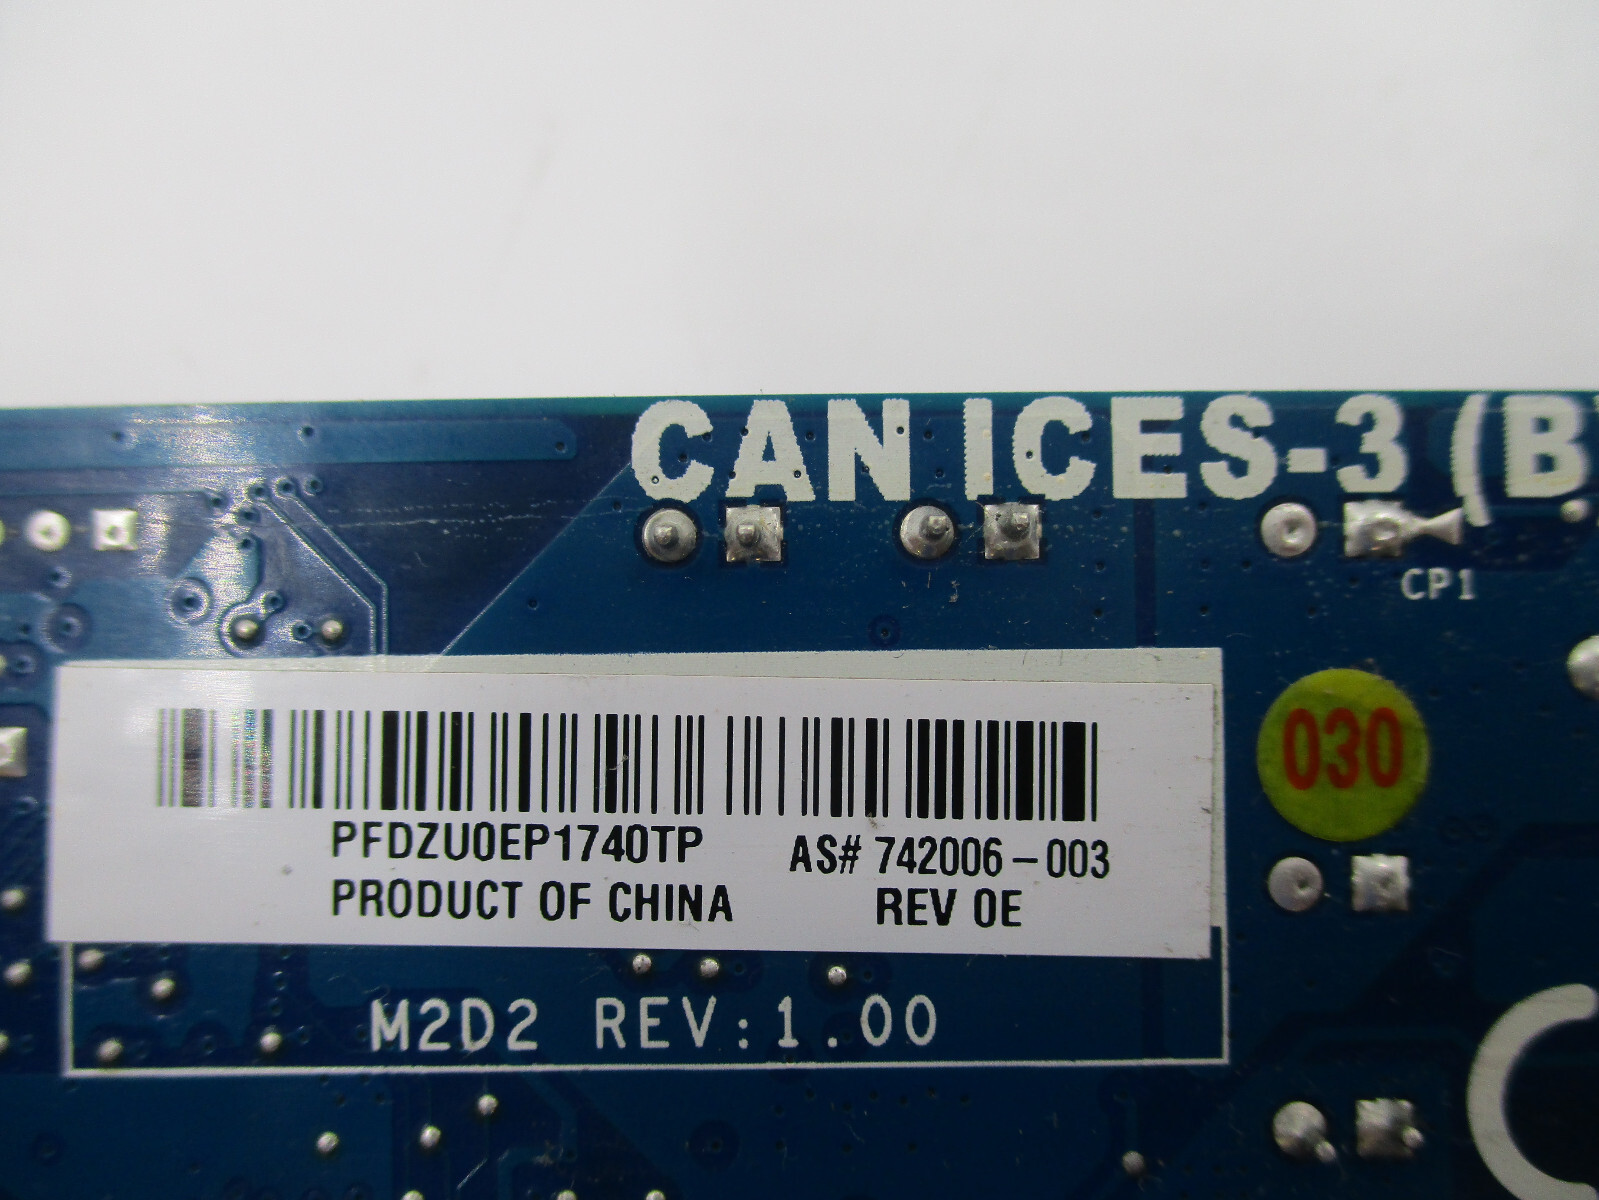 CAN ICES-3 (B
CP1
030
PFDZU0EP1740TP
PRODUCT OF CHINA
AS# 742006-003
REV 0E
M2D2 REV:1.00